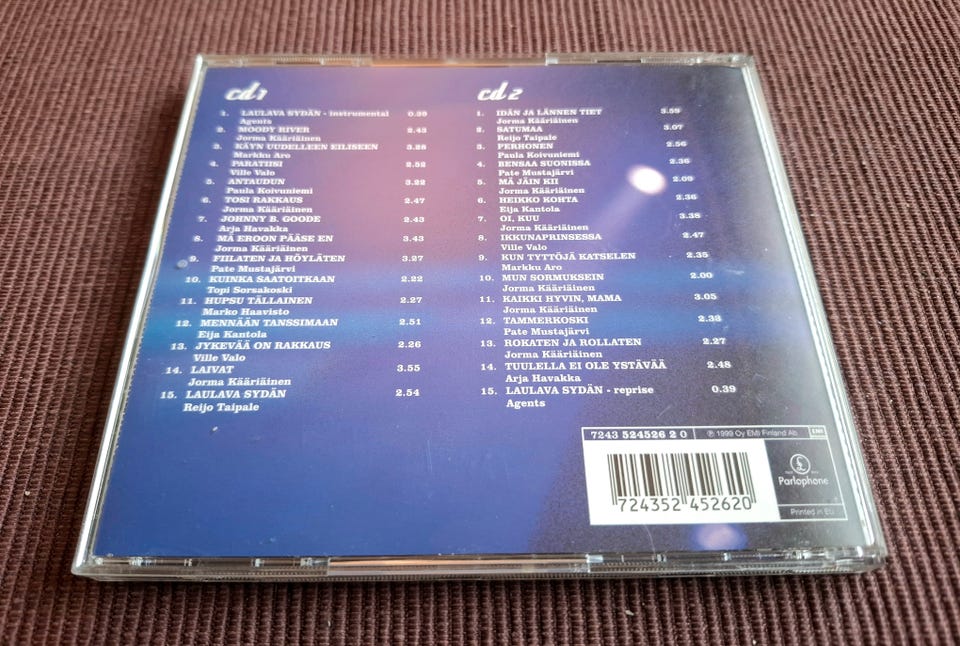 cd 1
1. LAULAVA SYDÄN - instrumental 0.39
Agents
2. MOODY RIVER 2.43
Jorma Kääriäinen
3. KÄYN UUDELLEEN EILISEEN 3.28
Markku Aro
4. PARATIISI 2.52
Ville Valo
5. ANTAUDUN 3.22
Paula Koivuniemi
6. TOSI RAKKAUS 2.47
Jorma Kääriäinen
7. JOHNNY B. GOODE 2.43
Arja Havakka
8. MÄ EROON PÄÄSE EN 3.43
Jorma Kääriäinen
9. FIILATEN JA HÖYLÄTEN 3.27
Pate Mustajärvi
10. KUINKA SAATOITKAAN 2.22
Topi Sorsakoski
11. HUPSU TÄLLAINEN 2.27
Marko Haavisto
12. MENNÄÄN TANSSIMAAN 2.51
Eija Kantola
13. JYKEVÄÄ ON RAKKAUS 2.26
Ville Valo
14. LAIVAT 3.55
Jorma Kääriäinen
15. LAULAVA SYDÄN 2.54
Reijo Taipale
cd 2
1. IDÄN JA LÄNNEN TIET 3.59
Jorma Kääriäinen
2. SATUMAA 3.07
Reijo Taipale
3. PERHONEN 2.56
Paula Koivuniemi
4. BENSAA SUONISSA 2.36
Pate Mustajärvi
5. MÄ JÄIN KII 2.09
Jorma Kääriäinen
6. HEIKKO KOHTA 2.36
Eija Kantola
7. OI, KUU 3.38
Jorma Kääriäinen
8. IKKUNAPRINSESSA 2.47
Ville Valo
9. KUN TYTTÖJÄ KATSELEN 2.35
Markku Aro
10. MUN SORMUKSEIN 2.00
Jorma Kääriäinen
11. KAIKKI HYVIN, MAMA 3.05
Jorma Kääriäinen
12. TAMMERKOSKI 2.33
Pate Mustajärvi
13. ROKATEN JA ROLLATEN 2.27
Jorma Kääriäinen
14. TUULELLA EI OLE YSTÄVÄÄ 2.48
Arja Havakka
15. LAULAVA SYDÄN - reprise 0.39
Agents
7243 524526 2 0 ℗ 1999 Oy EMI Finland Ab EMI
724352 452620
Parlophone
Printed in EU